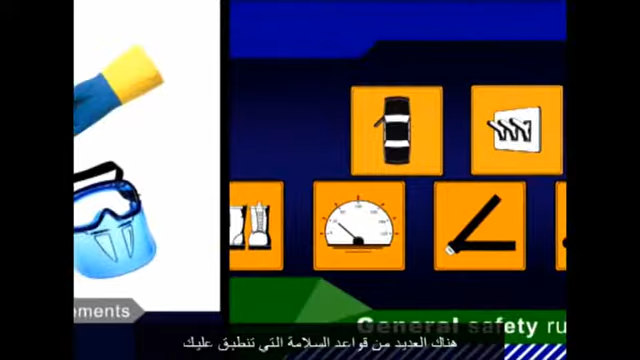 ements
General safety ru
هناك العديد من قواعد السلامة التي تنطبق عليك